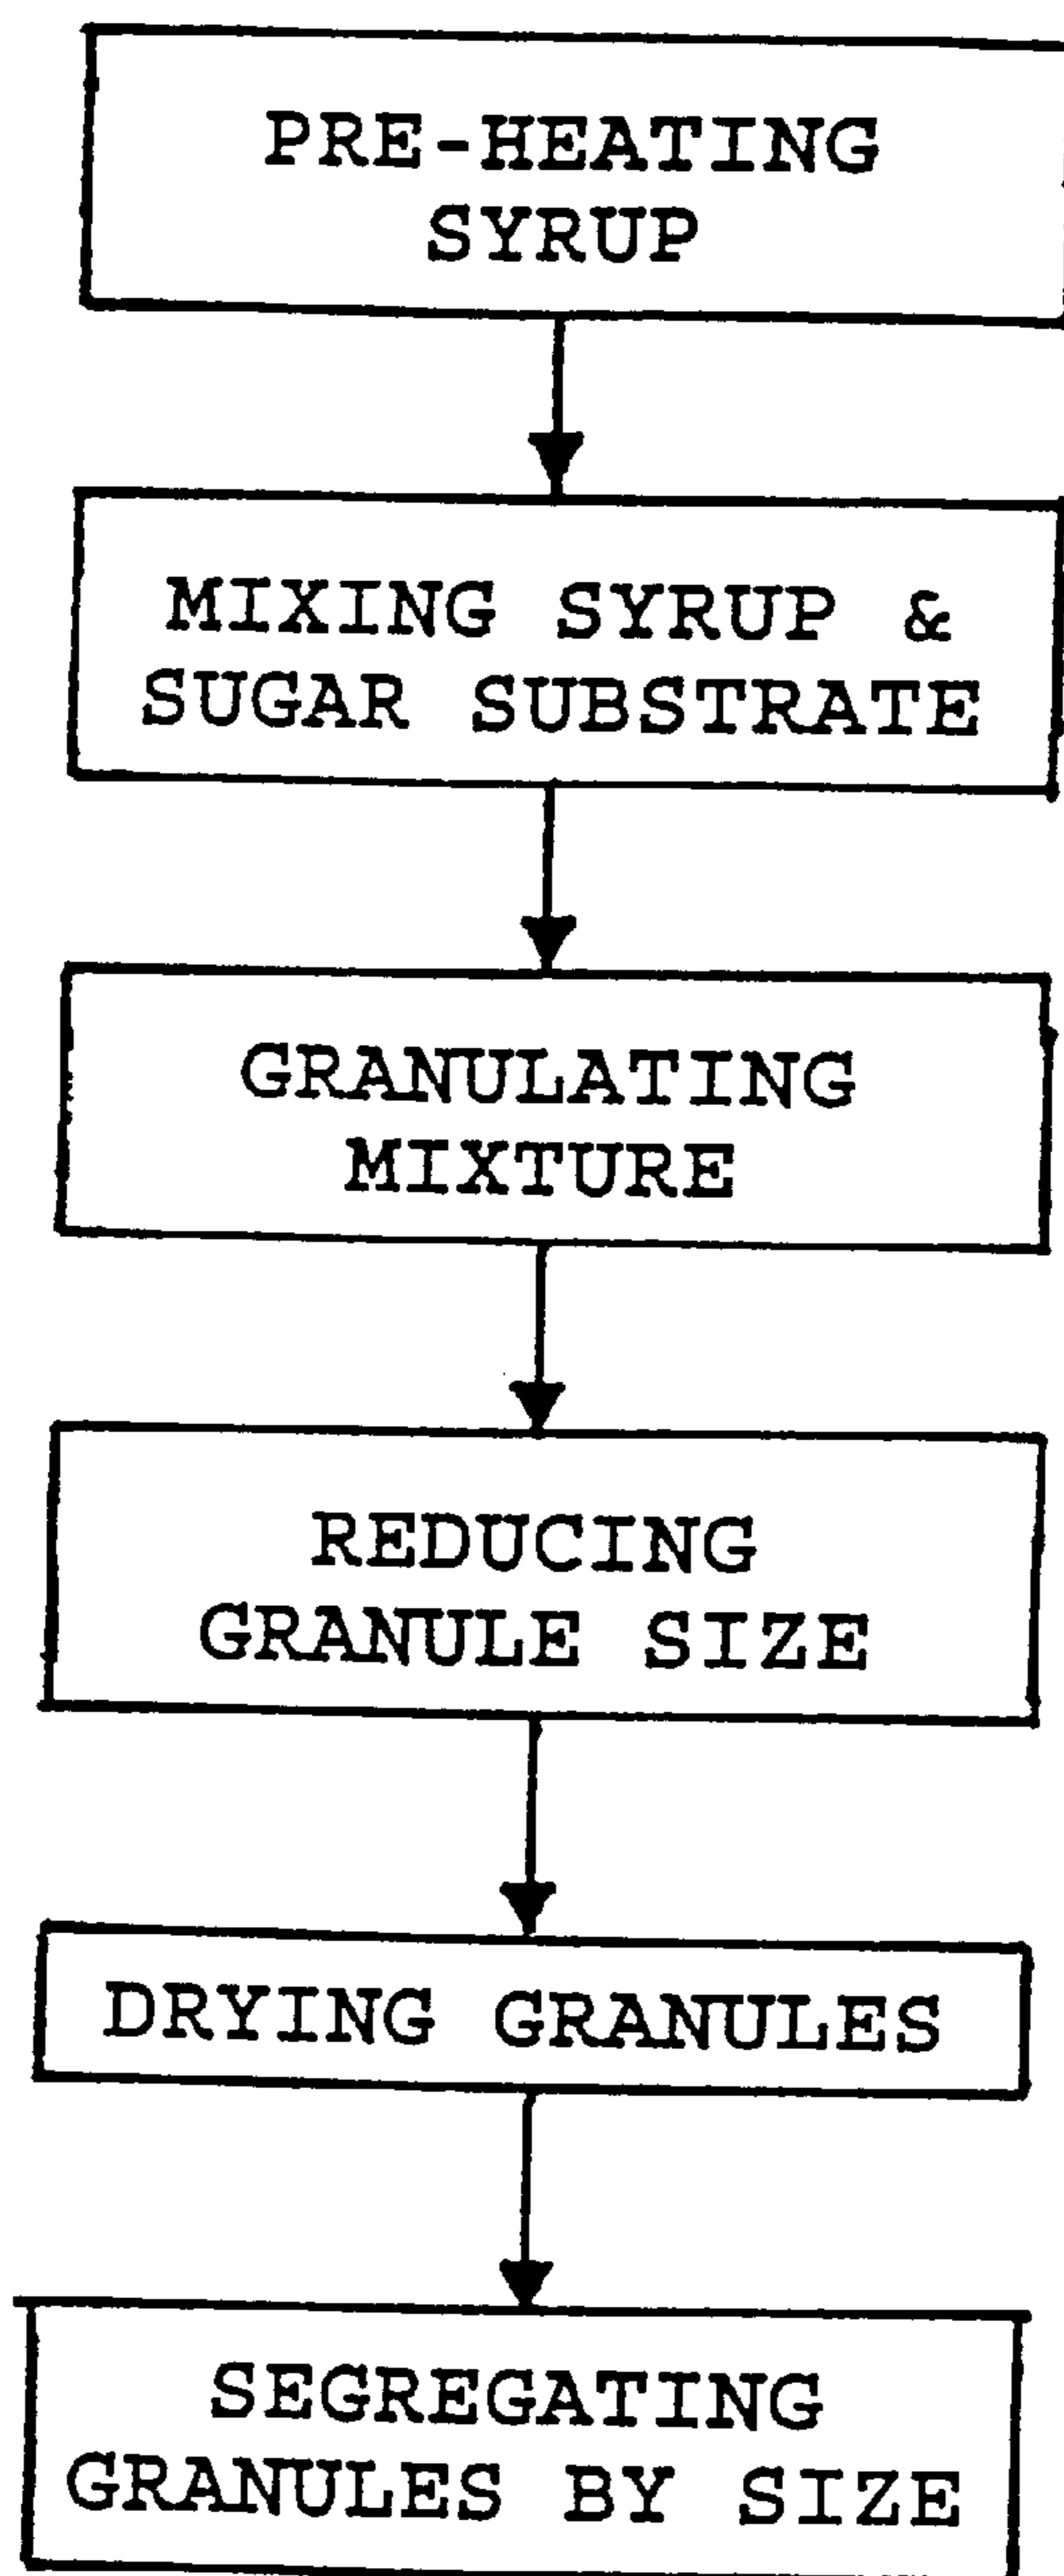 PRE-HEATING
SYRUP
MIXING SYRUP &
SUGAR SUBSTRATE
GRANULATING
MIXTURE
REDUCING
GRANULE SIZE
DRYING GRANULES
SEGREGATING
GRANULES BY SIZE